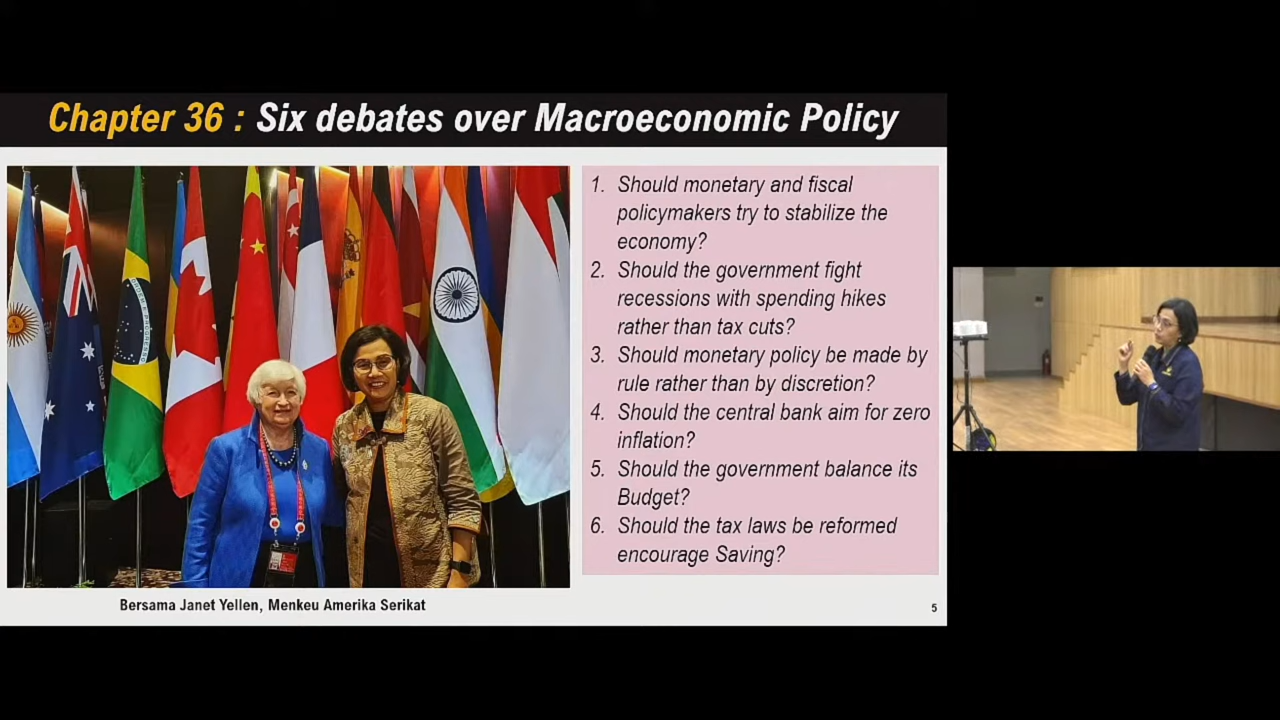 Chapter 36 : Six debates over Macroeconomic Policy
1. Should monetary and fiscal
policymakers try to stabilize the
economy?
2. Should the government fight
recessions with spending hikes
rather than tax cuts?
3. Should monetary policy be made by
rule rather than by discretion?
4. Should the central bank aim for zero
inflation?
5. Should the government balance its
Budget?
6. Should the tax laws be reformed
encourage Saving?
Bersama Janet Yellen, Menkeu Amerika Serikat
5